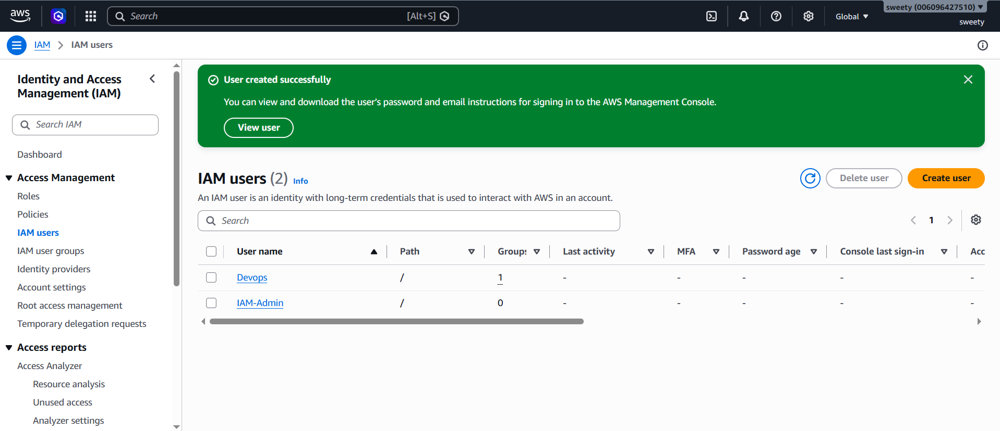 aws
Search [Alt+S]
Global
sweety (006096427510)
sweety
IAM
IAM users
Identity and Access
Management (IAM)
Search IAM
Dashboard
Access Management
Roles
Policies
IAM users
IAM user groups
Identity providers
Account settings
Root access management
Temporary delegation requests
Access reports
Access Analyzer
Resource analysis
Unused access
Analyzer settings
User created successfully
You can view and download the user's password and email instructions for signing in to the AWS Management Console.
View user
IAM users (2) Info
Delete user
Create user
An IAM user is an identity with long-term credentials that is used to interact with AWS in an account.
Search
1
User name Path Groups Last activity MFA Password age Console last sign-in Acc
Devops / 1 - - - - -
IAM-Admin / 0 - - - - -